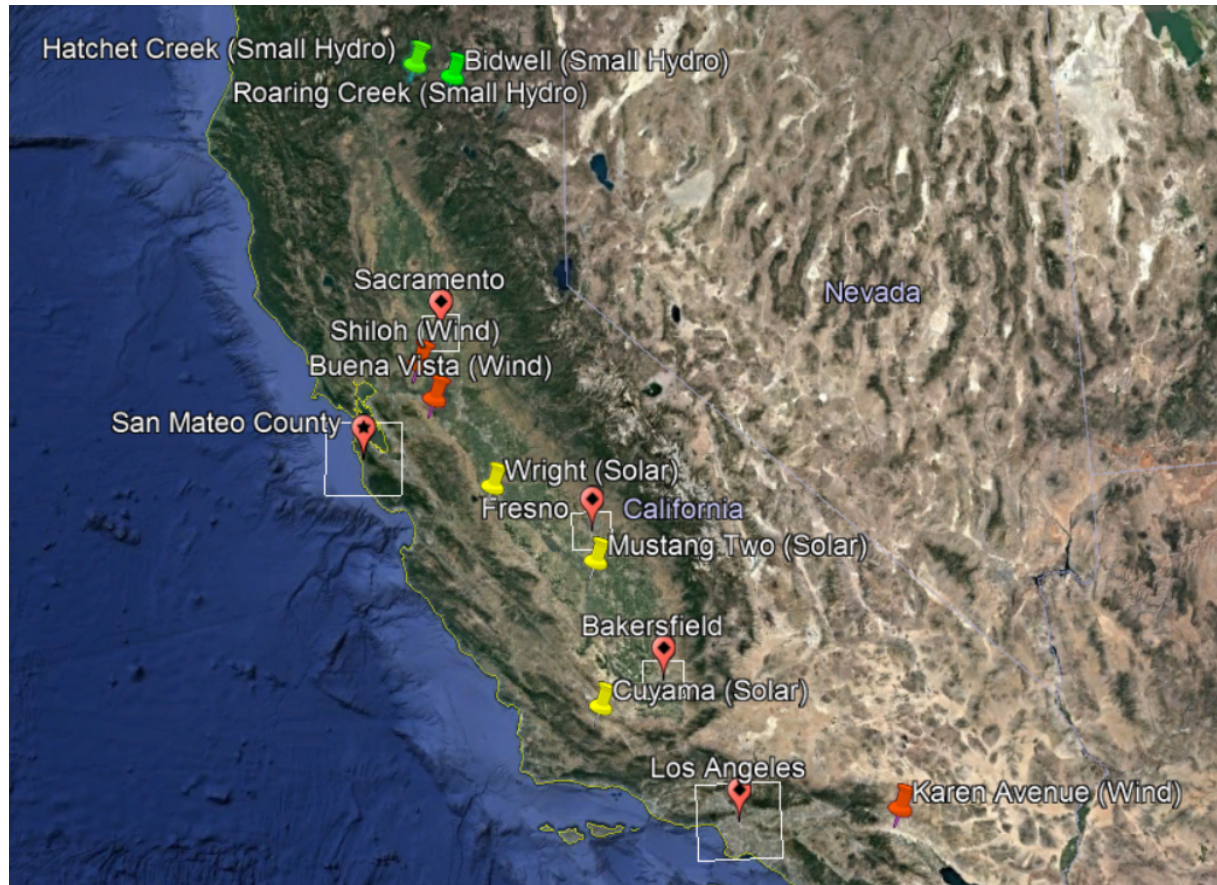 Hatchet Creek (Small Hydro)
Bidwell (Small Hydro)
Roaring Creek (Small Hydro)
Sacramento
Nevada
Shiloh (Wind)
Buena Vista (Wind)
San Mateo County
Wright (Solar)
Fresno
California
Mustang Two (Solar)
Bakersfield
Cuyama (Solar)
Los Angeles
Karen Avenue (Wind)